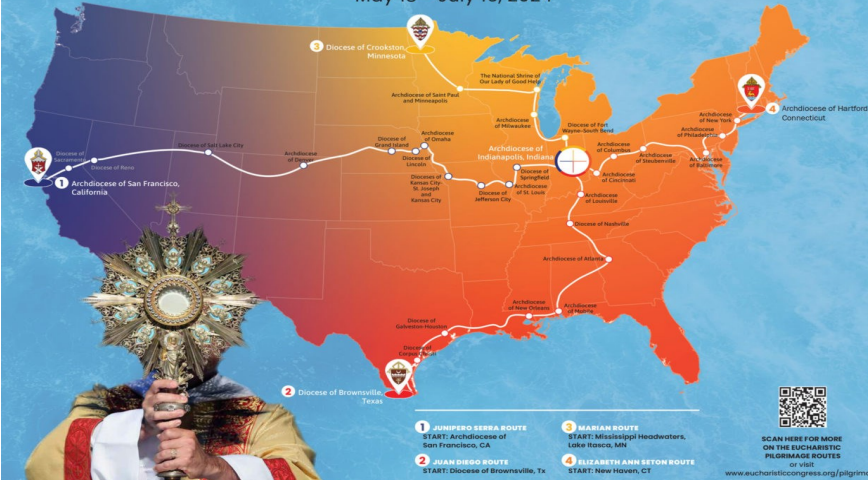 May 18 – July 16, 2024
3 Diocese of Crookston,
Minnesota
The National Shrine of
Our Lady of Good Help
Archdiocese of Saint Paul
and Minneapolis
4 Archdiocese of Hartford
Connecticut
Archdiocese
of New York
Archdiocese
of Milwaukee
Diocese of Fort
Wayne-South Bend
Archdiocese
of Philadelphia
Diocese of
Sacramento
Diocese of Reno
Diocese of Salt Lake City
Archdiocese
of Denver
Diocese of
Grand Island
Archdiocese
of Omaha
Diocese of
Lincoln
Archdiocese of
Indianapolis, Indiana
Archdiocese
of Columbus
Diocese
of Steubenville
Archdiocese
of Baltimore
1 Archdiocese of San Francisco,
California
Dioceses of
Kansas City-
St. Joseph
and
Kansas City
Diocese of
Jefferson City
Diocese of
Springfield
Archdiocese
of St. Louis
Archdiocese
of Cincinnati
Archdiocese
of Louisville
Diocese of Nashville
Archdiocese of Atlanta
Archdiocese
of New Orleans
Archdiocese
of Mobile
Diocese of
Galveston-Houston
Diocese of
Corpus Christi
2 Diocese of Brownsville,
Texas
1 JUNIPERO SERRA ROUTE
START: Archdiocese of
San Francisco, CA
2 JUAN DIEGO ROUTE
START: Diocese of Brownsville, Tx
3 MARIAN ROUTE
START: Mississippi Headwaters,
Lake Itasca, MN
4 ELIZABETH ANN SETON ROUTE
START: New Haven, CT
SCAN HERE FOR MORE
ON THE EUCHARISTIC
PILGRIMAGE ROUTES
or visit
www.eucharisticcongress.org/pilgrima